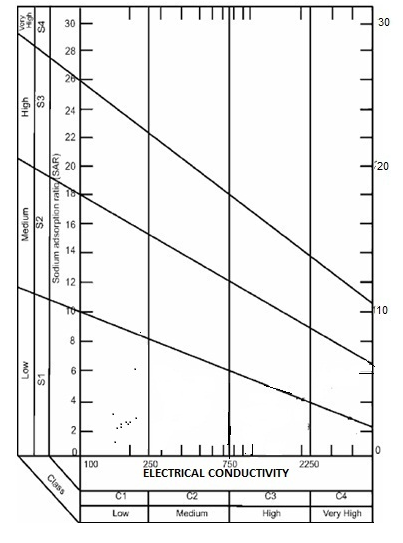 Very High
S4
High
S3
Medium
S2
Low
S1
Sodium adsorption ratio (SAR)
30
28
26
24
22
20
18
16
14
12
10
8
6
4
2
0
30
20
10
0
100 250 750 2250
ELECTRICAL CONDUCTIVITY
Class
C1 C2 C3 C4
Low Medium High Very High